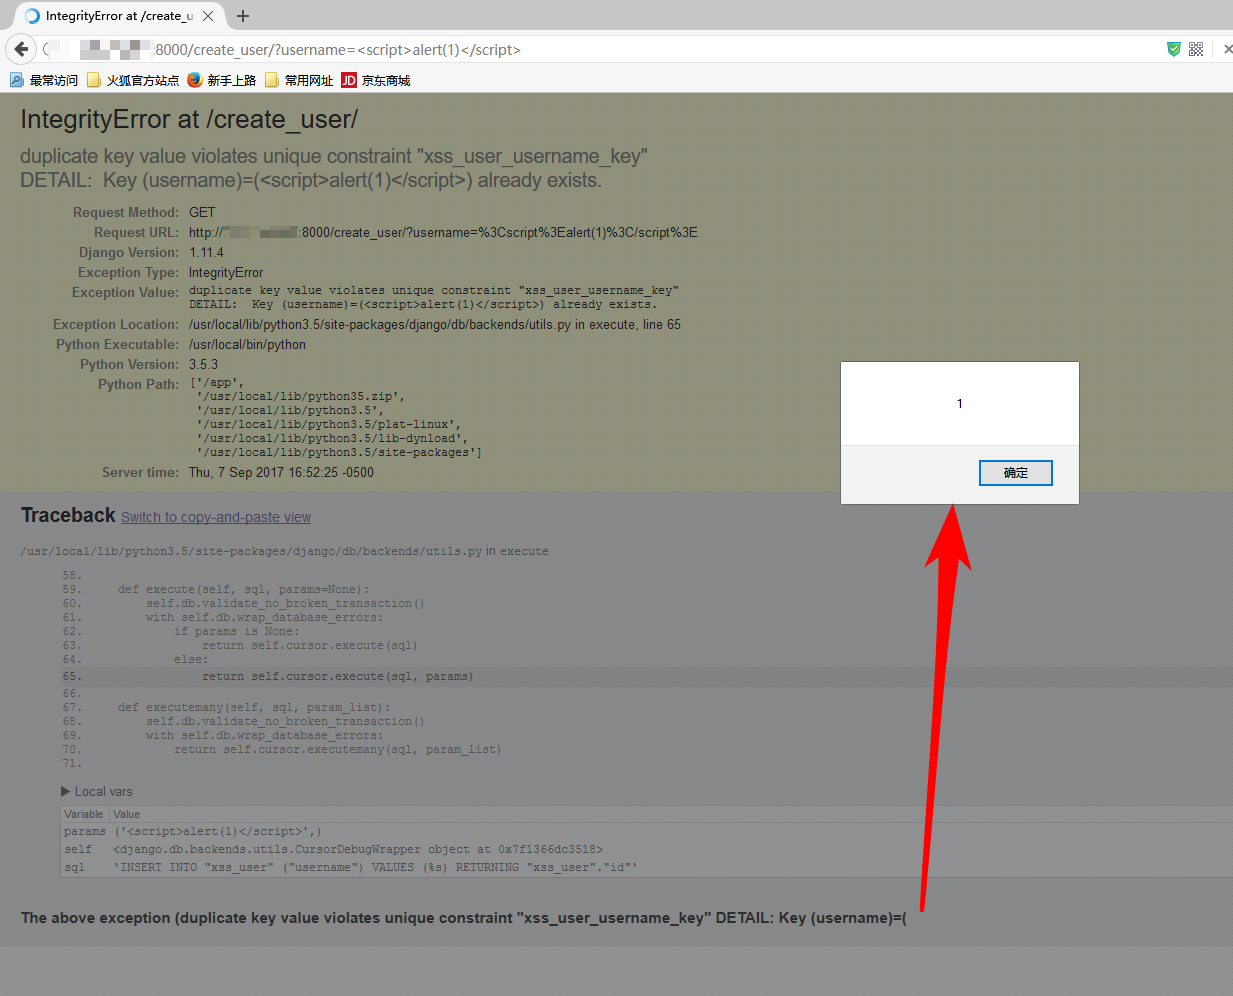 IntegrityError at /create_u
:8000/create_user/?username=<script>alert(1)</script>
最常访问 火狐官方站点 新手上路 常用网址 JD 京东商城
IntegrityError at /create_user/
duplicate key value violates unique constraint "xss_user_username_key"
DETAIL:  Key (username)=(<script>alert(1)</script>) already exists.
Request Method: GET
Request URL: http:// :8000/create_user/?username=%3Cscript%3Ealert(1)%3C/script%3E
Django Version: 1.11.4
Exception Type: IntegrityError
Exception Value: duplicate key value violates unique constraint "xss_user_username_key"
DETAIL:  Key (username)=(<script>alert(1)</script>) already exists.
Exception Location: /usr/local/lib/python3.5/site-packages/django/db/backends/utils.py in execute, line 65
Python Executable: /usr/local/bin/python
Python Version: 3.5.3
Python Path: ['/app',
'/usr/local/lib/python35.zip',
'/usr/local/lib/python3.5',
'/usr/local/lib/python3.5/plat-linux',
'/usr/local/lib/python3.5/lib-dynload',
'/usr/local/lib/python3.5/site-packages']
Server time: Thu, 7 Sep 2017 16:52:25 -0500
1
确定
Traceback Switch to copy-and-paste view
/usr/local/lib/python3.5/site-packages/django/db/backends/utils.py in execute
58.
59.     def execute(self, sql, params=None):
60.         self.db.validate_no_broken_transaction()
61.         with self.db.wrap_database_errors:
62.             if params is None:
63.                 return self.cursor.execute(sql)
64.             else:
65.                 return self.cursor.execute(sql, params)
66.
67.     def executemany(self, sql, param_list):
68.         self.db.validate_no_broken_transaction()
69.         with self.db.wrap_database_errors:
70.             return self.cursor.executemany(sql, param_list)
71.
▶ Local vars
Variable Value
params ('<script>alert(1)</script>',)
self <django.db.backends.utils.CursorDebugWrapper object at 0x7f1366dc3518>
sql 'INSERT INTO "xss_user" ("username") VALUES (%s) RETURNING "xss_user"."id"'
The above exception (duplicate key value violates unique constraint "xss_user_username_key" DETAIL: Key (username)=(